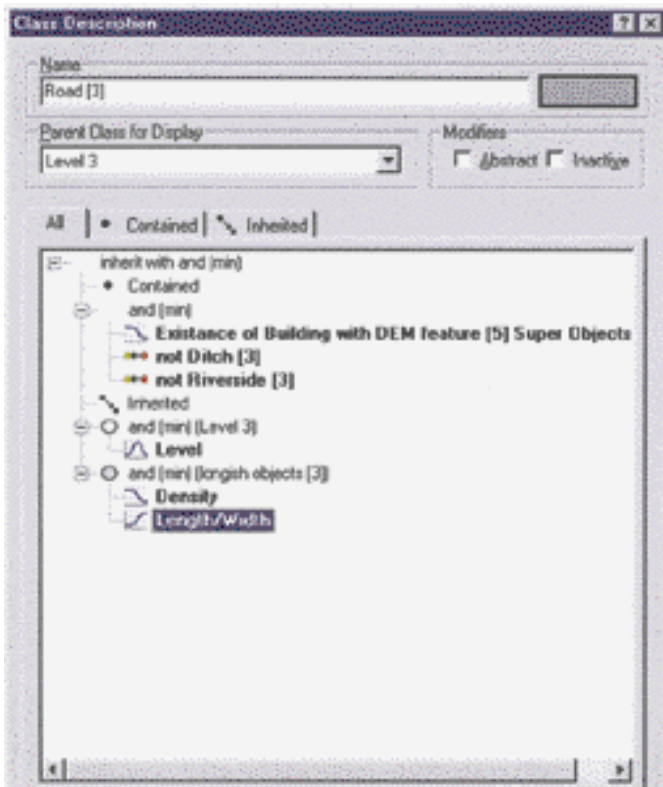 Class Description
Name
Road [3]
Parent Class for Display
Level 3
Modifiers
Abstract Inactive
All Contained Inherited
inherit with and (min)
Contained
and (min)
Existance of Building with DEM feature [5] Super Objects
not Ditch [3]
not Riverside [3]
Inherited
and (min) (Level 3)
Level
and (min) (longish objects [3])
Density
Length/Width